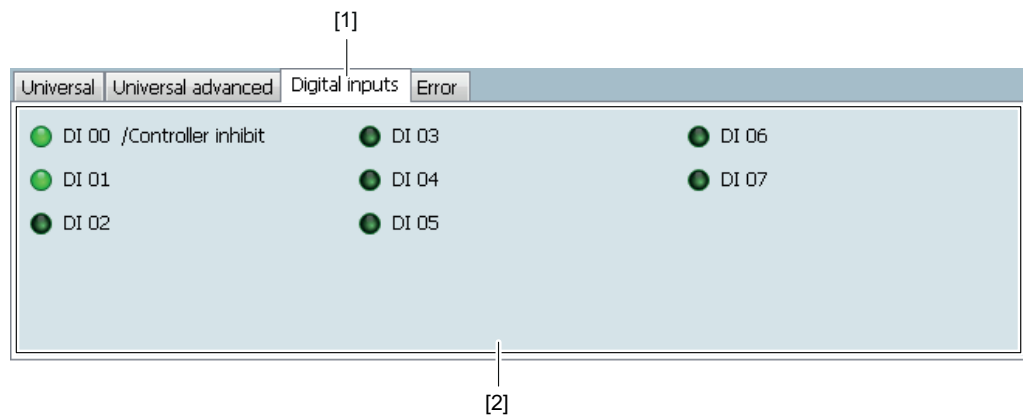 [1]
Universal Universal advanced Digital inputs Error
DI 00 /Controller inhibit DI 03 DI 06
DI 01 DI 04 DI 07
DI 02 DI 05
[2]